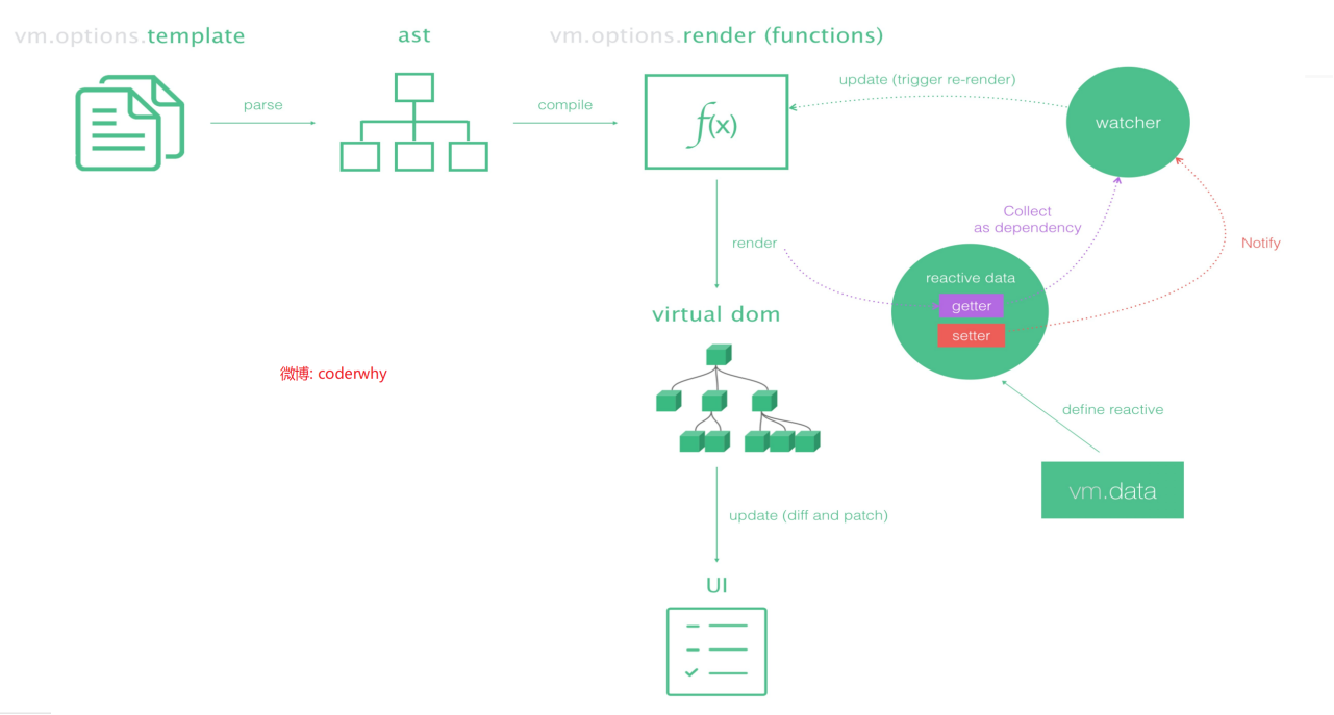 vm.options.template
ast
vm.options.render (functions)
parse
compile
f(x)
update (trigger re-render)
watcher
Collect
as dependency
Notify
render
reactive data
getter
setter
virtual dom
微博: coderwhy
define reactive
vm.data
update (diff and patch)
UI